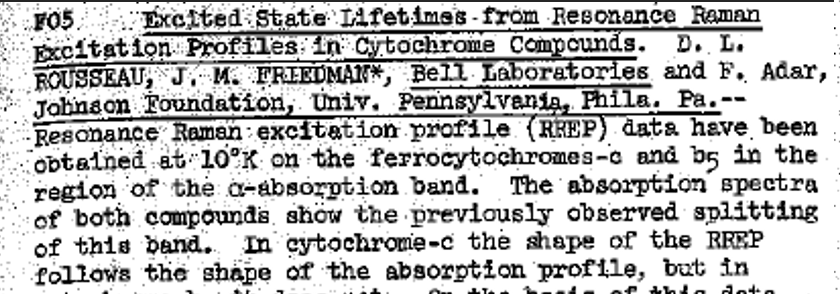 F05 Excited State Lifetimes from Resonance Raman
Excitation Profiles in Cytochrome Compounds. D. L.
ROUSSEAU, J. M. FRIEDMAN*, Bell Laboratories and F. Adar,
Johnson Foundation, Univ. Pennsylvania, Phila. Pa.--
Resonance Raman excitation profile (RREP) data have been
obtained at 10°K on the ferrocytochromes-c and b5 in the
region of the α-absorption band. The absorption spectra
of both compounds show the previously observed splitting
of this band. In cytochrome-c the shape of the RREP
follows the shape of the absorption profile, but in